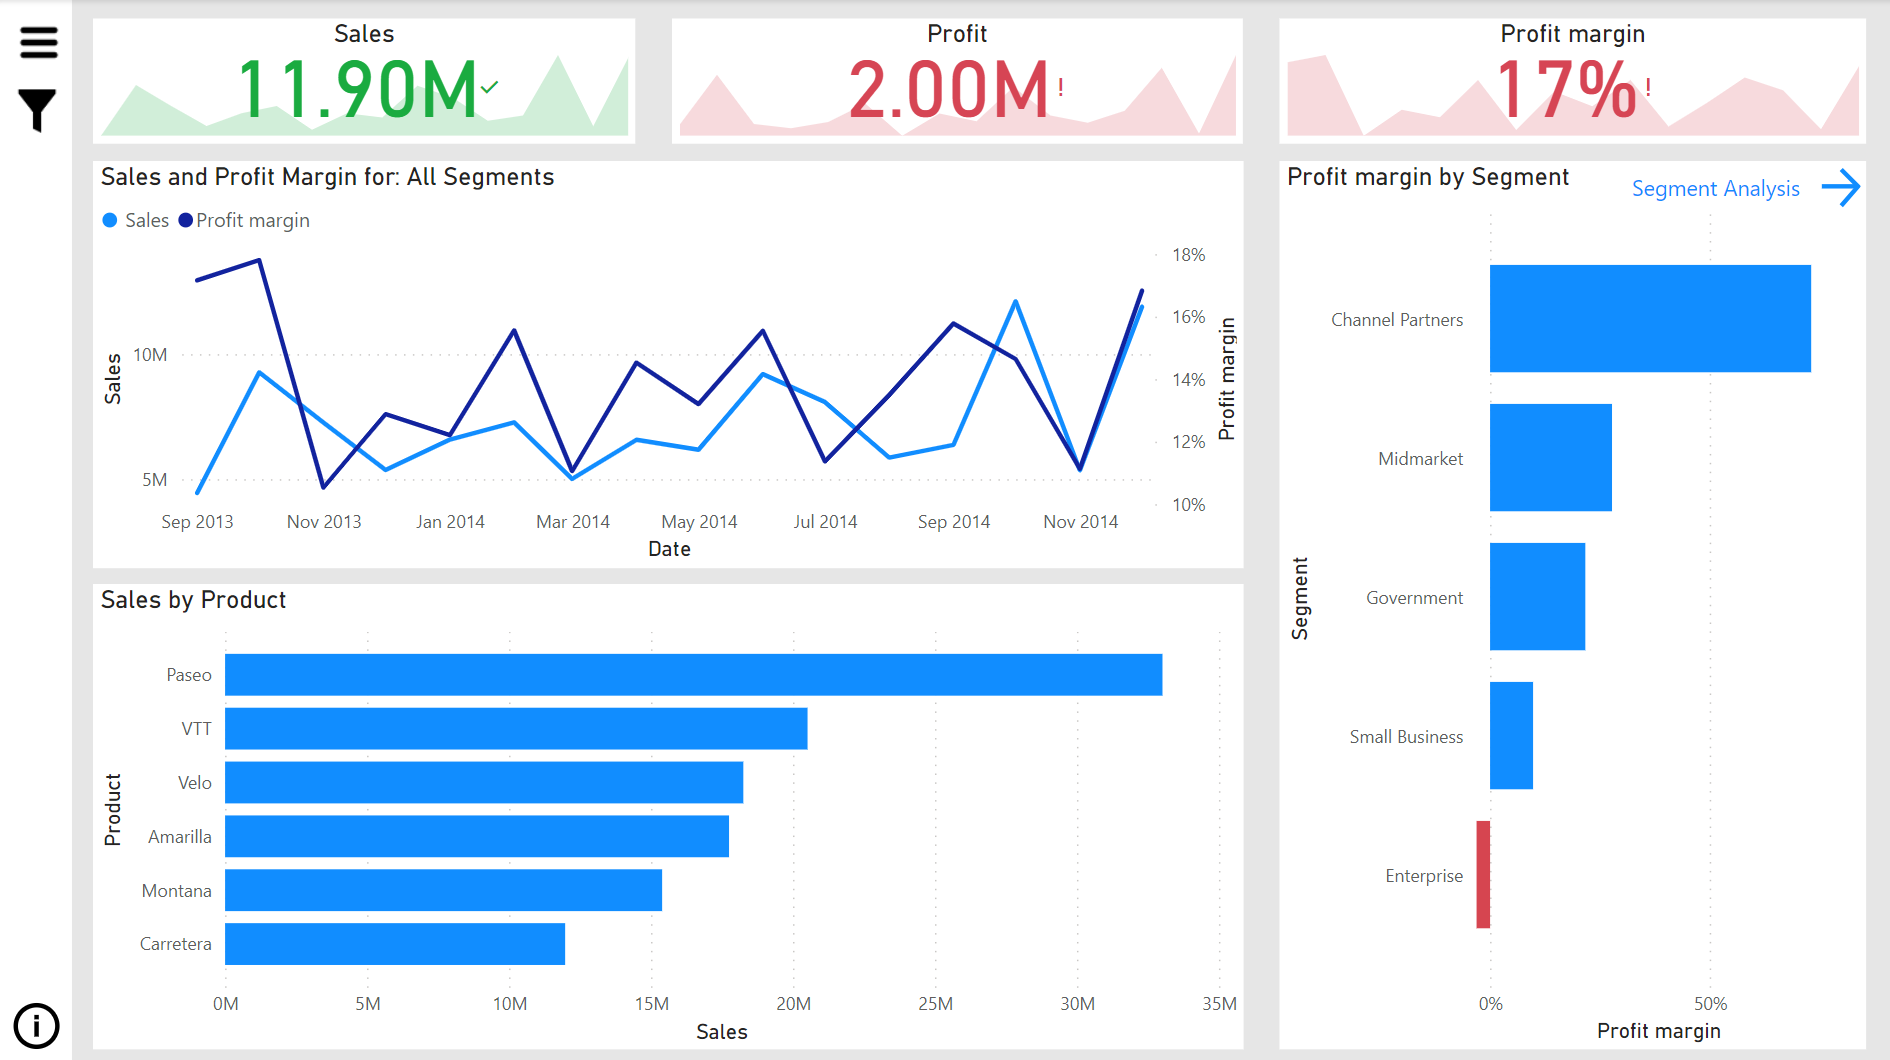 Sales
11.90M
Profit
2.00M!
Profit margin
17%!
Sales and Profit Margin for: All Segments
Sales
Profit margin
Sales
10M
5M
18%
16%
14%
12%
10%
Profit margin
Sep 2013
Nov 2013
Jan 2014
Mar 2014
May 2014
Jul 2014
Sep 2014
Nov 2014
Date
Profit margin by Segment
Segment Analysis
Segment
Channel Partners
Midmarket
Government
Small Business
Enterprise
0%
50%
Profit margin
Sales by Product
Product
Paseo
VTT
Velo
Amarilla
Montana
Carretera
0M
5M
10M
15M
20M
25M
30M
35M
Sales